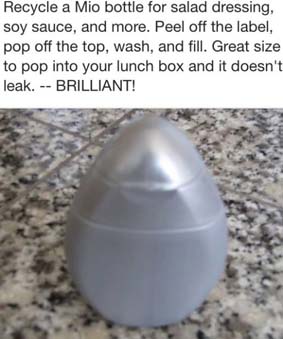 Recycle a Mio bottle for salad dressing,
soy sauce, and more. Peel off the label,
pop off the top, wash, and fill. Great size
to pop into your lunch box and it doesn't
leak. -- BRILLIANT!